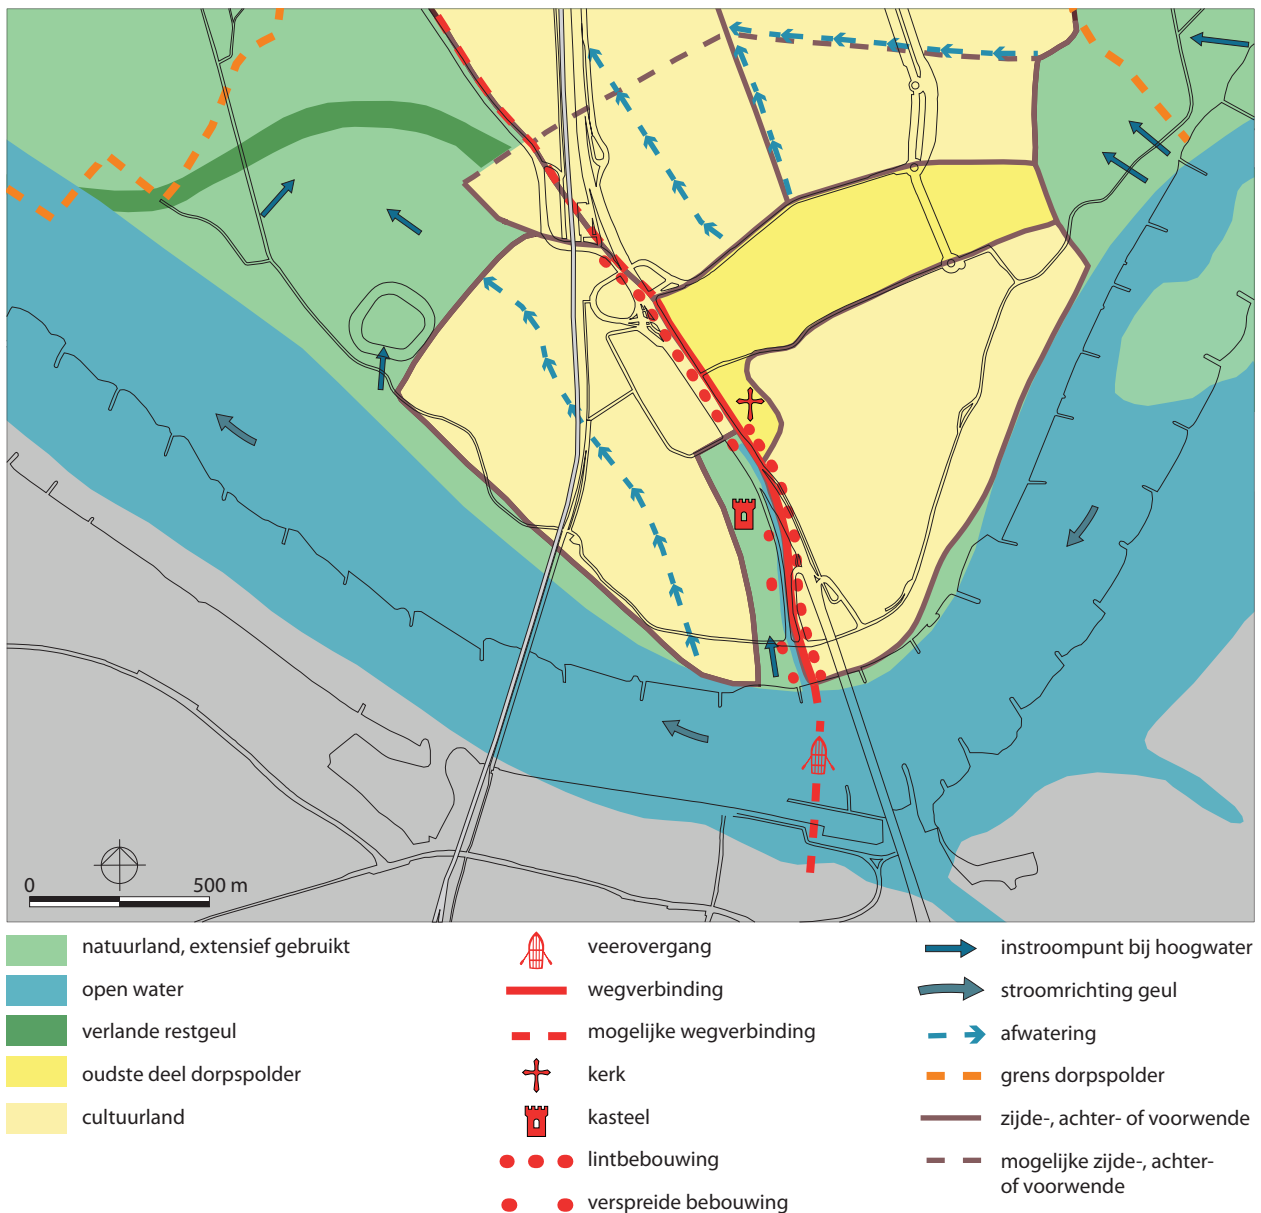 0
500 m
natuurland, extensief gebruikt
open water
verlande restgeul
oudste deel dorpspolder
cultuurland
veerovergang
wegverbinding
mogelijke wegverbinding
kerk
kasteel
lintbebouwing
verspreide bebouwing
instroompunt bij hoogwater
stroomrichting geul
afwatering
grens dorpspolder
zijde-, achter- of voorwende
mogelijke zijde-, achter-
of voorwende